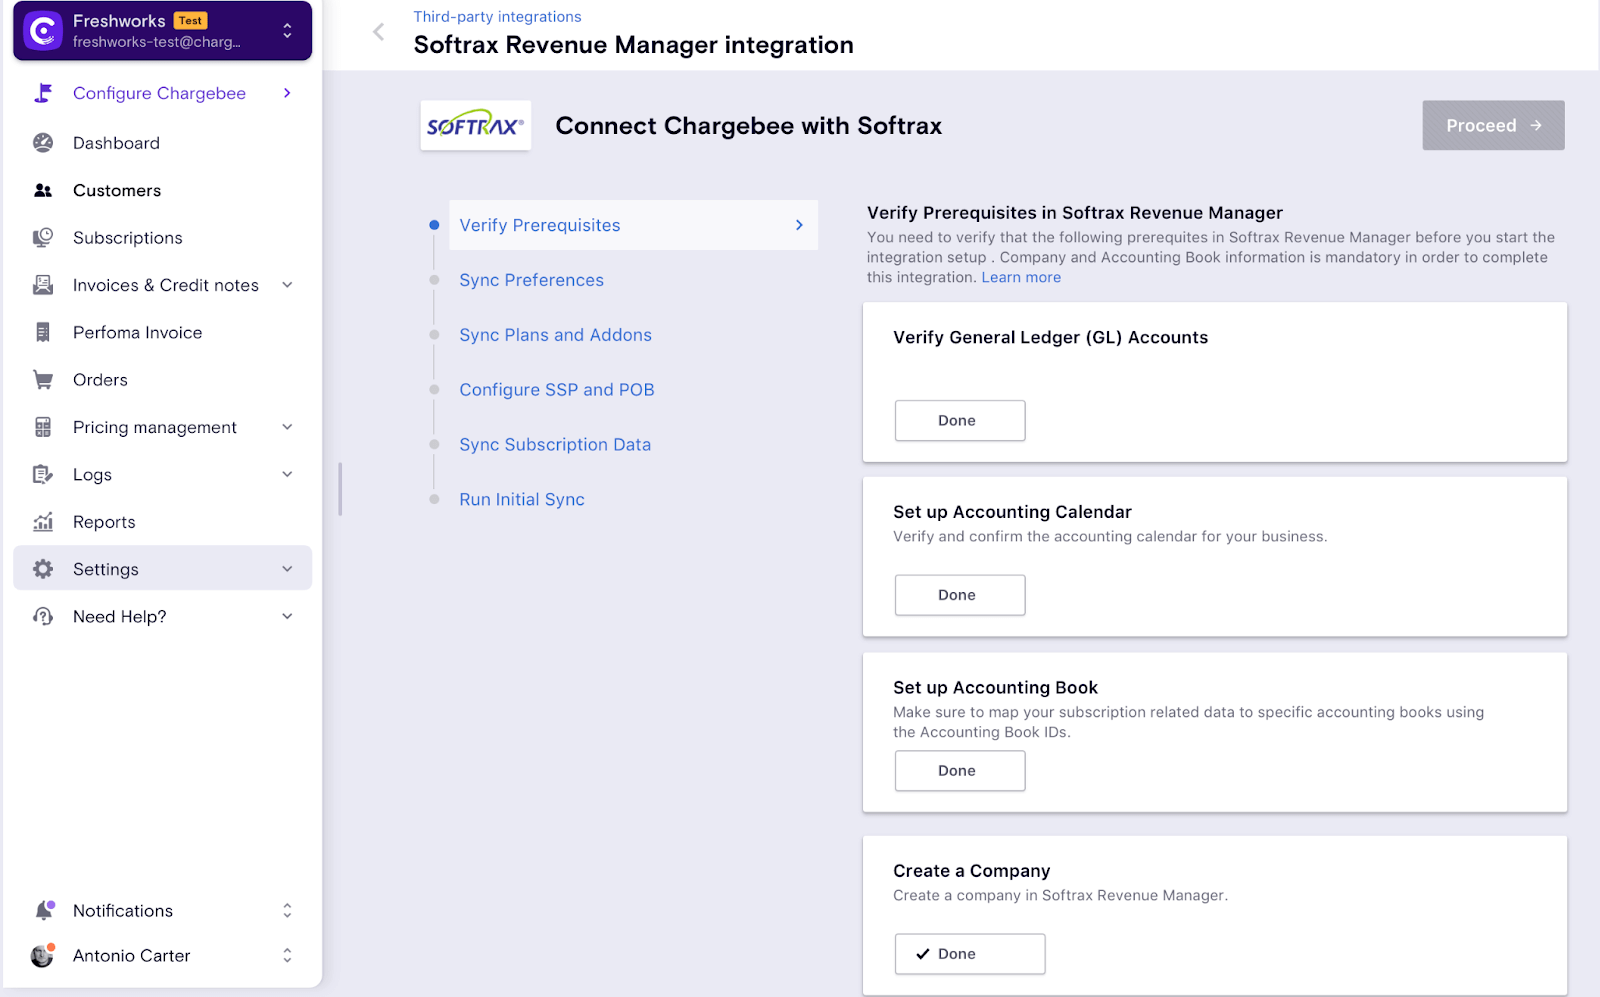 Freshworks Test
freshworks-test@charg...
Configure Chargebee
Dashboard
Customers
Subscriptions
Invoices & Credit notes
Perfoma Invoice
Orders
Pricing management
Logs
Reports
Settings
Need Help?
Notifications
Antonio Carter
Third-party integrations
Softrax Revenue Manager integration
SOFTRAX®
Connect Chargebee with Softrax
Proceed →
Verify Prerequisites
Sync Preferences
Sync Plans and Addons
Configure SSP and POB
Sync Subscription Data
Run Initial Sync
Verify Prerequisites in Softrax Revenue Manager
You need to verify that the following prerequites in Softrax Revenue Manager before you start the
integration setup . Company and Accounting Book information is mandatory in order to complete
this integration. Learn more
Verify General Ledger (GL) Accounts
Done
Set up Accounting Calendar
Verify and confirm the accounting calendar for your business.
Done
Set up Accounting Book
Make sure to map your subscription related data to specific accounting books using
the Accounting Book IDs.
Done
Create a Company
Create a company in Softrax Revenue Manager.
✓ Done